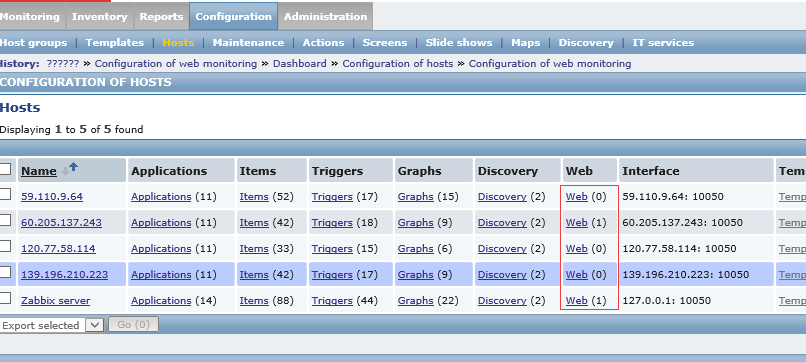 Monitoring Inventory Reports Configuration Administration
Host groups | Templates | Hosts | Maintenance | Actions | Screens | Slide shows | Maps | Discovery | IT services
History: ?????? » Configuration of web monitoring » Dashboard » Configuration of hosts » Configuration of web monitoring
CONFIGURATION OF HOSTS
Hosts
Displaying 1 to 5 of 5 found
Name Applications Items Triggers Graphs Discovery Web Interface Tem
59.110.9.64 Applications (11) Items (52) Triggers (17) Graphs (15) Discovery (2) Web (0) 59.110.9.64: 10050 Temp
60.205.137.243 Applications (11) Items (42) Triggers (18) Graphs (9) Discovery (2) Web (1) 60.205.137.243: 10050 Temp
120.77.58.114 Applications (11) Items (33) Triggers (15) Graphs (6) Discovery (2) Web (0) 120.77.58.114: 10050 Temp
139.196.210.223 Applications (11) Items (42) Triggers (17) Graphs (9) Discovery (2) Web (0) 139.196.210.223: 10050 Temp
Zabbix server Applications (14) Items (88) Triggers (44) Graphs (22) Discovery (2) Web (1) 127.0.0.1: 10050 Temp
Export selected Go (0)